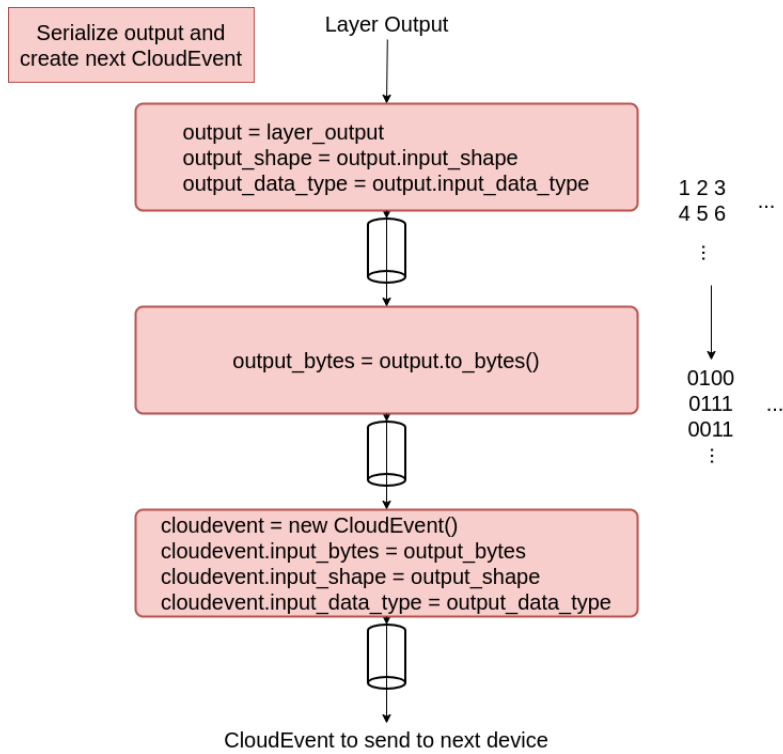 Serialize output and
create next CloudEvent
Layer Output
output = layer_output
output_shape = output.input_shape
output_data_type = output.input_data_type
1 2 3
4 5 6
...
⋮
output_bytes = output.to_bytes()
0100
0111
0011
...
⋮
cloudevent = new CloudEvent()
cloudevent.input_bytes = output_bytes
cloudevent.input_shape = output_shape
cloudevent.input_data_type = output_data_type
CloudEvent to send to next device